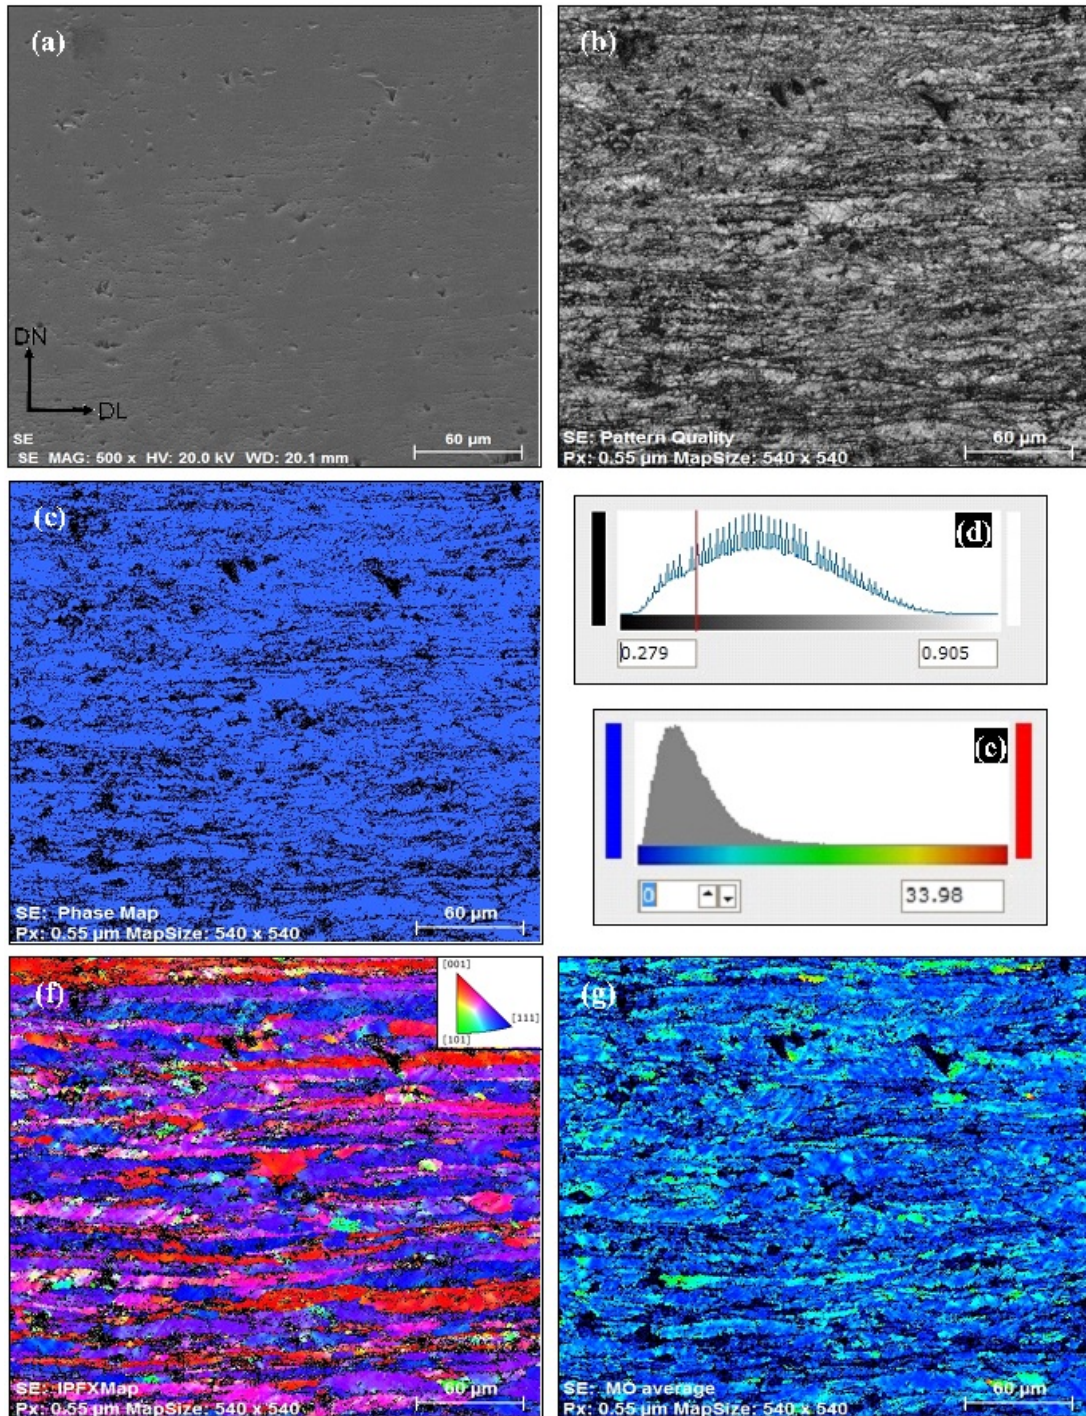 (a)
DN
DL
SE
SE MAG: 500 x HV: 20.0 kV WD: 20.1 mm
60 µm
(b)
SE: Pattern Quality
Px: 0.55 µm MapSize: 540 x 540
60 µm
(c)
SE: Phase Map
Px: 0.55 µm MapSize: 540 x 540
60 µm
(d)
0.279
0.905
(e)
0
33.98
(f)
[001]
[111]
[101]
SE: IPFXMap
Px: 0.55 µm MapSize: 540 x 540
60 µm
(g)
SE: MO average
Px: 0.55 µm MapSize: 540 x 540
60 µm